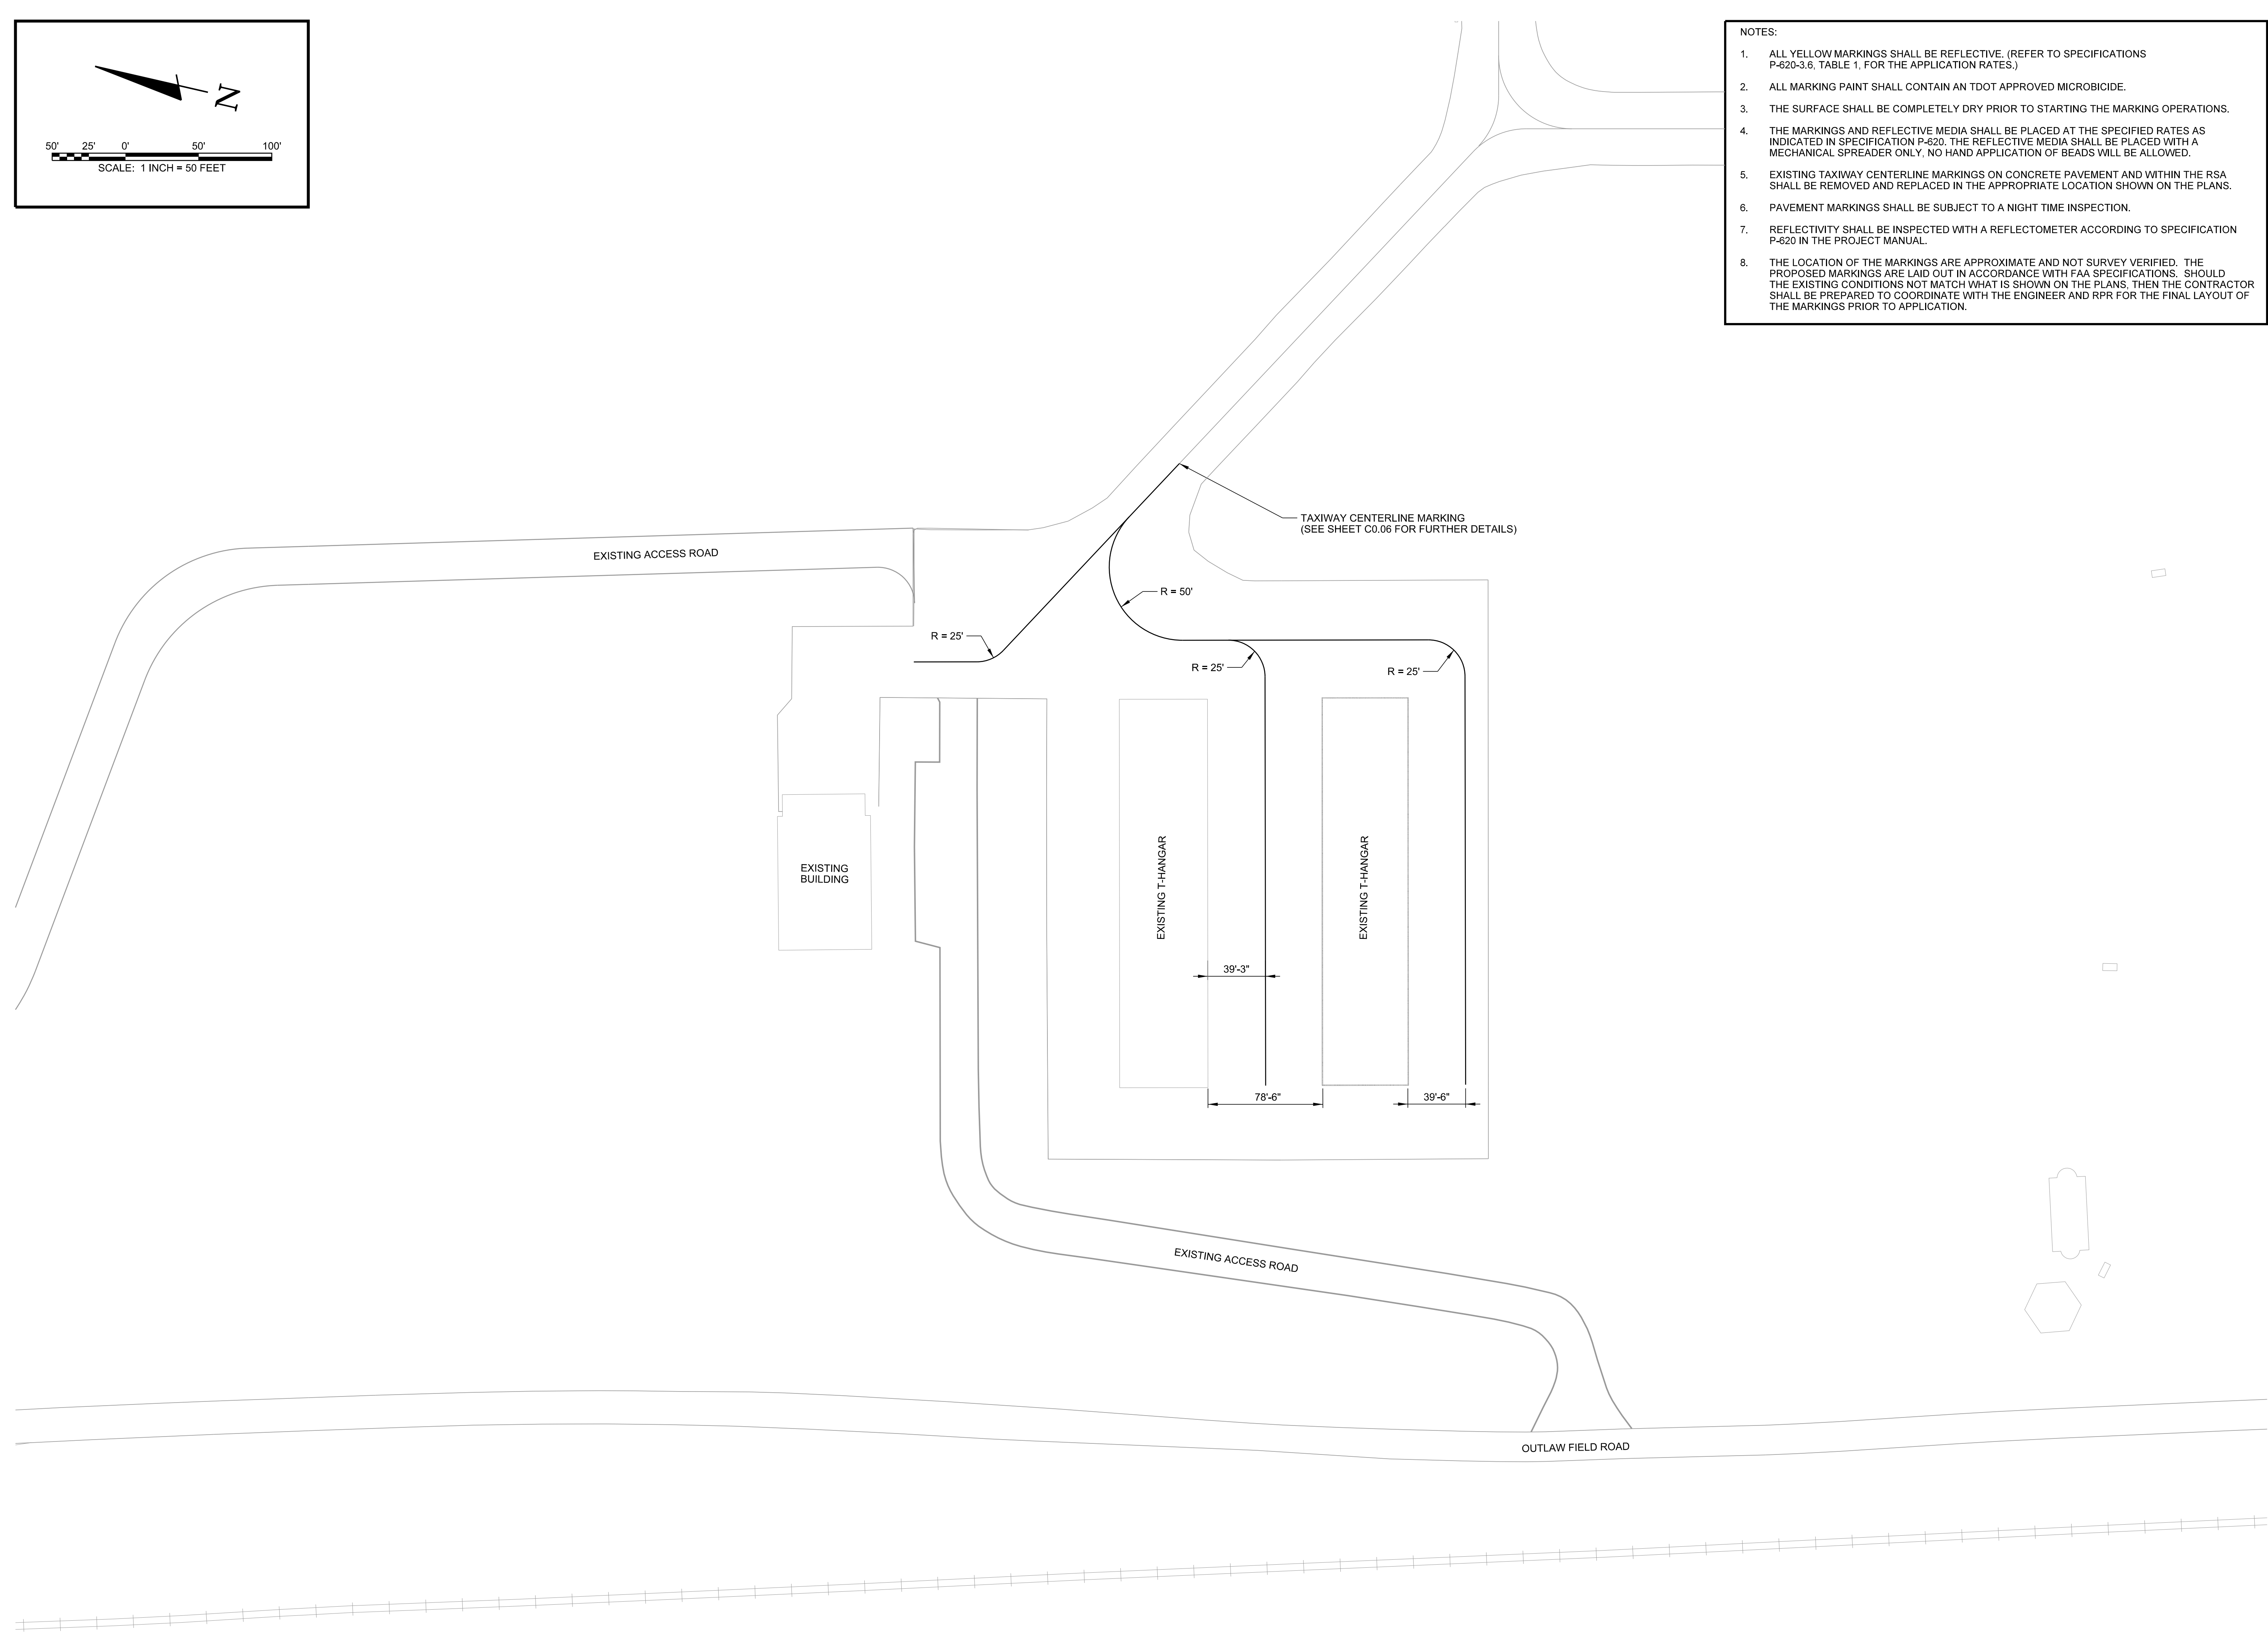 N
50' 25' 0' 50' 100'
SCALE: 1 INCH = 50 FEET
NOTES:
1. ALL YELLOW MARKINGS SHALL BE REFLECTIVE. (REFER TO SPECIFICATIONS
P-620-3.6, TABLE 1, FOR THE APPLICATION RATES.)
2. ALL MARKING PAINT SHALL CONTAIN AN TDOT APPROVED MICROBICIDE.
3. THE SURFACE SHALL BE COMPLETELY DRY PRIOR TO STARTING THE MARKING OPERATIONS.
4. THE MARKINGS AND REFLECTIVE MEDIA SHALL BE PLACED AT THE SPECIFIED RATES AS
INDICATED IN SPECIFICATION P-620. THE REFLECTIVE MEDIA SHALL BE PLACED WITH A
MECHANICAL SPREADER ONLY, NO HAND APPLICATION OF BEADS WILL BE ALLOWED.
5. EXISTING TAXIWAY CENTERLINE MARKINGS ON CONCRETE PAVEMENT AND WITHIN THE RSA
SHALL BE REMOVED AND REPLACED IN THE APPROPRIATE LOCATION SHOWN ON THE PLANS.
6. PAVEMENT MARKINGS SHALL BE SUBJECT TO A NIGHT TIME INSPECTION.
7. REFLECTIVITY SHALL BE INSPECTED WITH A REFLECTOMETER ACCORDING TO SPECIFICATION
P-620 IN THE PROJECT MANUAL.
8. THE LOCATION OF THE MARKINGS ARE APPROXIMATE AND NOT SURVEY VERIFIED. THE
PROPOSED MARKINGS ARE LAID OUT IN ACCORDANCE WITH FAA SPECIFICATIONS. SHOULD
THE EXISTING CONDITIONS NOT MATCH WHAT IS SHOWN ON THE PLANS, THEN THE CONTRACTOR
SHALL BE PREPARED TO COORDINATE WITH THE ENGINEER AND RPR FOR THE FINAL LAYOUT OF
THE MARKINGS PRIOR TO APPLICATION.
TAXIWAY CENTERLINE MARKING
(SEE SHEET C0.06 FOR FURTHER DETAILS)
EXISTING ACCESS ROAD
R = 50'
R = 25'
R = 25'
R = 25'
EXISTING
BUILDING
EXISTING T-HANGAR
EXISTING T-HANGAR
39'-3"
78'-6"
39'-6"
EXISTING ACCESS ROAD
OUTLAW FIELD ROAD